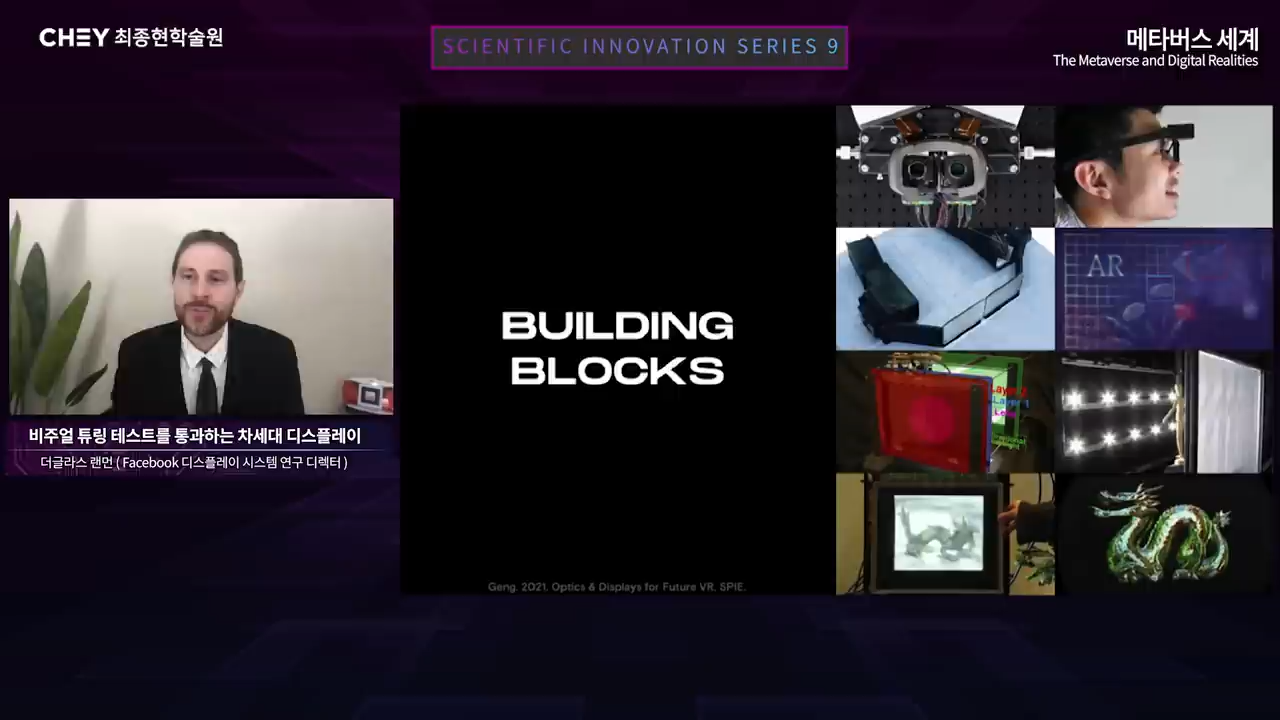 CHEY 최종현학술원
SCIENTIFIC INNOVATION SERIES 9
메타버스 세계
The Metaverse and Digital Realities
BUILDING
BLOCKS
AR
Geng. 2021. Optics & Displays for Future VR. SPIE.
비주얼 튜링 테스트를 통과하는 차세대 디스플레이
더글라스 랜먼 ( Facebook 디스플레이 시스템 연구 디렉터 )